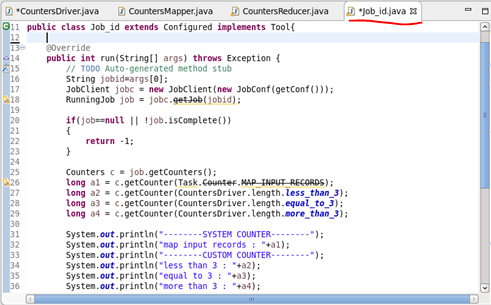 *CountersDriver.java CountersMapper.java CountersReducer.java *Job_id.java
11 public class Job_id extends Configured implements Tool{
12
13 @Override
14 public int run(String[] args) throws Exception {
15 // TODO Auto-generated method stub
16 String jobid=args[0];
17 JobClient jobc = new JobClient(new JobConf(getConf()));
18 RunningJob job = jobc.getJob(jobid);
19
20 if(job==null || !job.isComplete())
21 {
22 return -1;
23 }
24
25 Counters c = job.getCounters();
26 long a1 = c.getCounter(Task.Counter.MAP_INPUT_RECORDS);
27 long a2 = c.getCounter(CountersDriver.length.less_than_3);
28 long a3 = c.getCounter(CountersDriver.length.equal_to_3);
29 long a4 = c.getCounter(CountersDriver.length.more_than_3);
30
31 System.out.println("--------SYSTEM COUNTER--------");
32 System.out.println("map input records : "+a1);
33 System.out.println("--------CUSTOM COUNTER--------");
34 System.out.println("less than 3 : "+a2);
35 System.out.println("equal to 3 : "+a3);
36 System.out.println("more than 3 : "+a4);